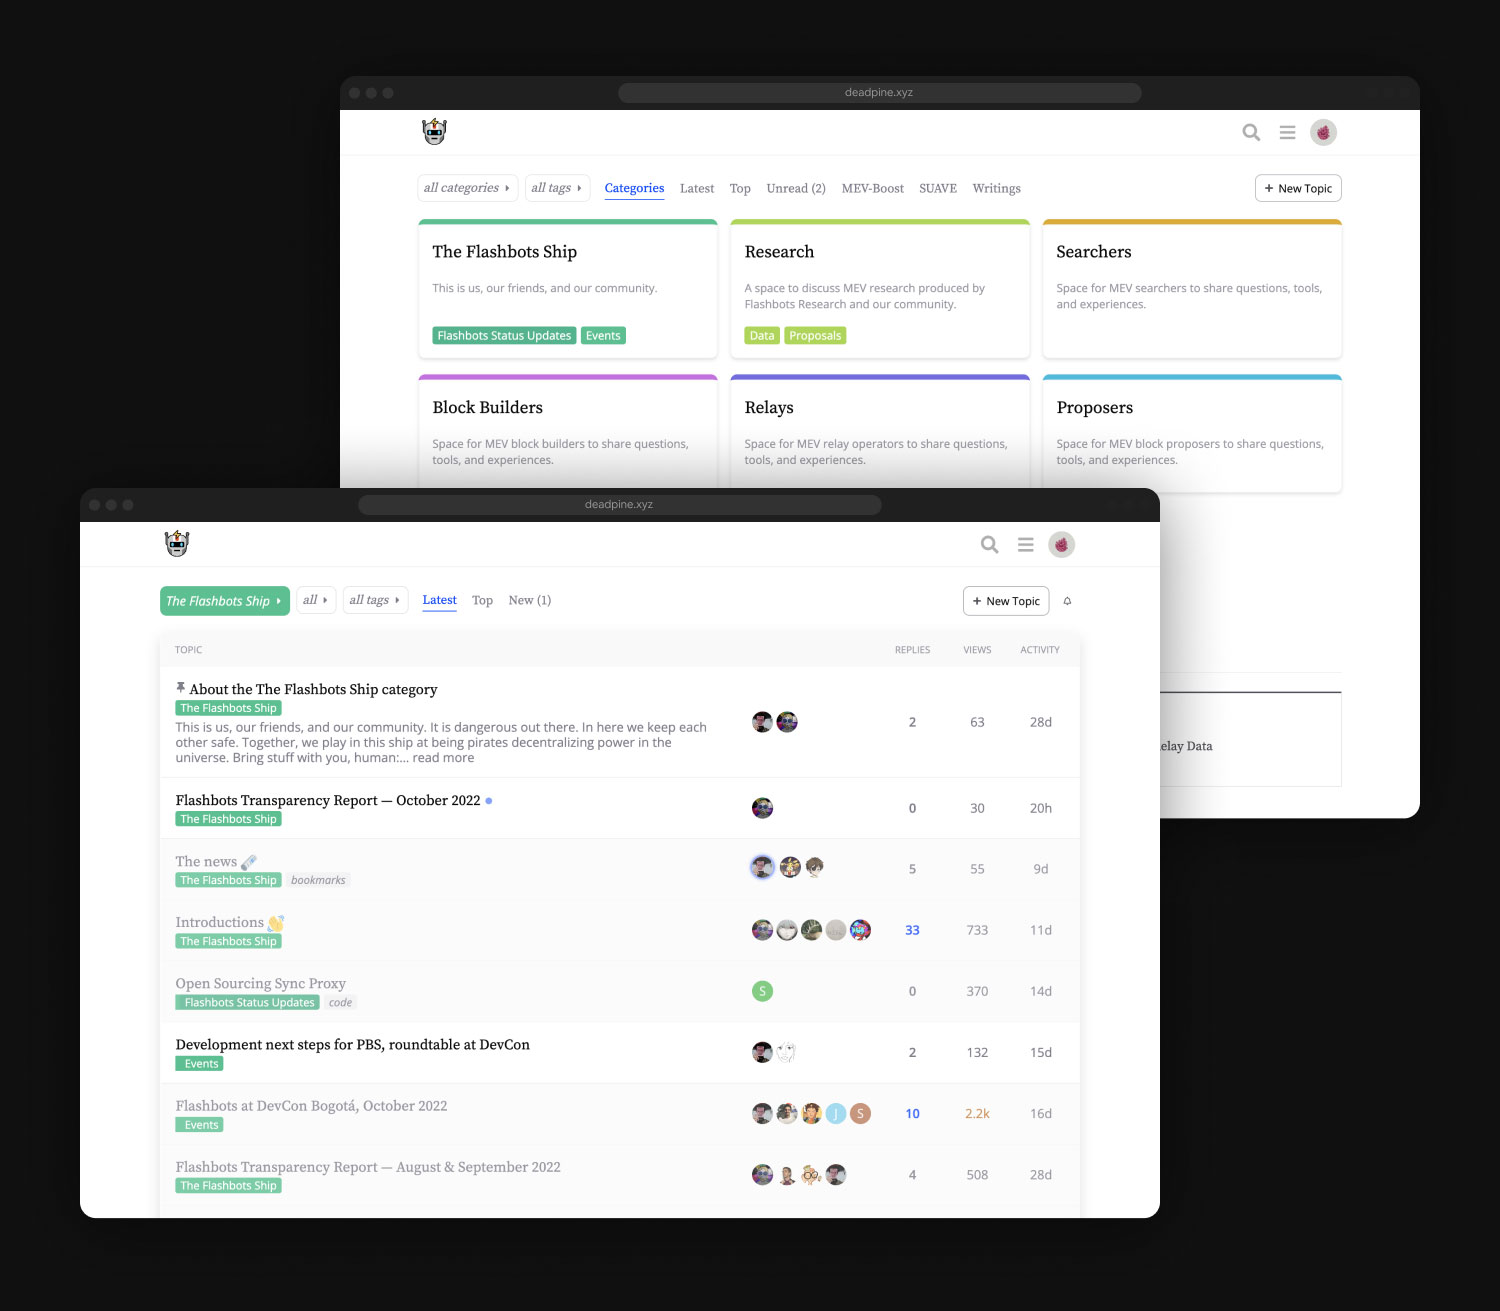 deadpine.xyz
all categories
all tags
Categories
Latest
Top
Unread (2)
MEV-Boost
SUAVE
Writings
+ New Topic
The Flashbots Ship
This is us, our friends, and our community.
Flashbots Status Updates
Events
Research
A space to discuss MEV research produced by
Flashbots Research and our community.
Data
Proposals
Searchers
Space for MEV searchers to share questions, tools,
and experiences.
Block Builders
Space for MEV block builders to share questions,
tools, and experiences.
Relays
Space for MEV relay operators to share questions,
tools, and experiences.
Proposers
Space for MEV block proposers to share questions,
tools, and experiences.
elay Data
deadpine.xyz
The Flashbots Ship
all
all tags
Latest
Top
New (1)
+ New Topic
TOPIC REPLIES VIEWS ACTIVITY
About the The Flashbots Ship category
The Flashbots Ship
This is us, our friends, and our community. It is dangerous out there. In here we keep each
other safe. Together, we play in this ship at being pirates decentralizing power in the
universe. Bring stuff with you, human:... read more
2 63 28d
Flashbots Transparency Report — October 2022
The Flashbots Ship
0 30 20h
The news
The Flashbots Ship bookmarks
5 55 9d
Introductions
The Flashbots Ship
33 733 11d
Open Sourcing Sync Proxy
Flashbots Status Updates code
S
0 370 14d
Development next steps for PBS, roundtable at DevCon
Events
2 132 15d
Flashbots at DevCon Bogotá, October 2022
Events
J S
10 2.2k 16d
Flashbots Transparency Report — August & September 2022
The Flashbots Ship
4 508 28d